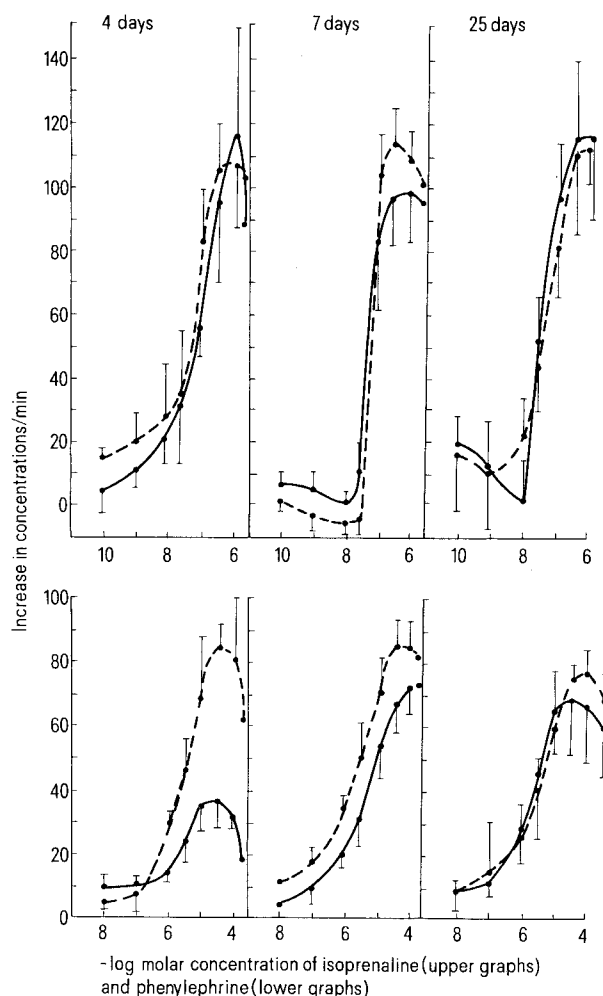 4 days
7 days
25 days
140
120
100
80
60
40
20
0
10 8 6
10 8 6
10 8 6
Increase in concentrations/min
100
80
60
40
20
0
8 6 4
8 6 4
8 6 4
-log molar concentration of isoprenaline (upper graphs)
and phenylephrine (lower graphs)